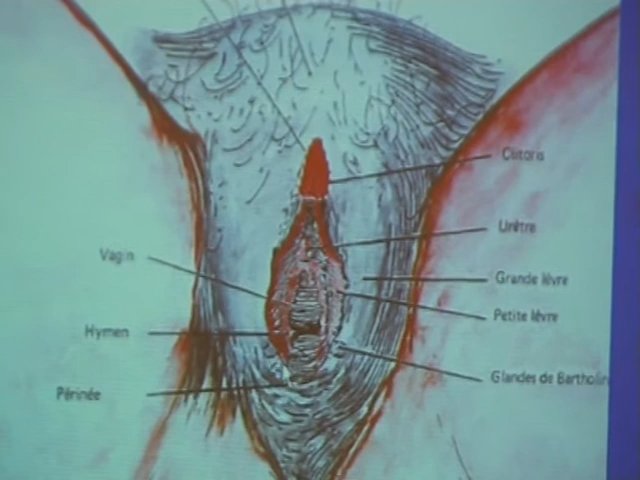 Clitoris
Urètre
Vagin
Grande lèvre
Petite lèvre
Hymen
Glandes de Bartholin
Périnée